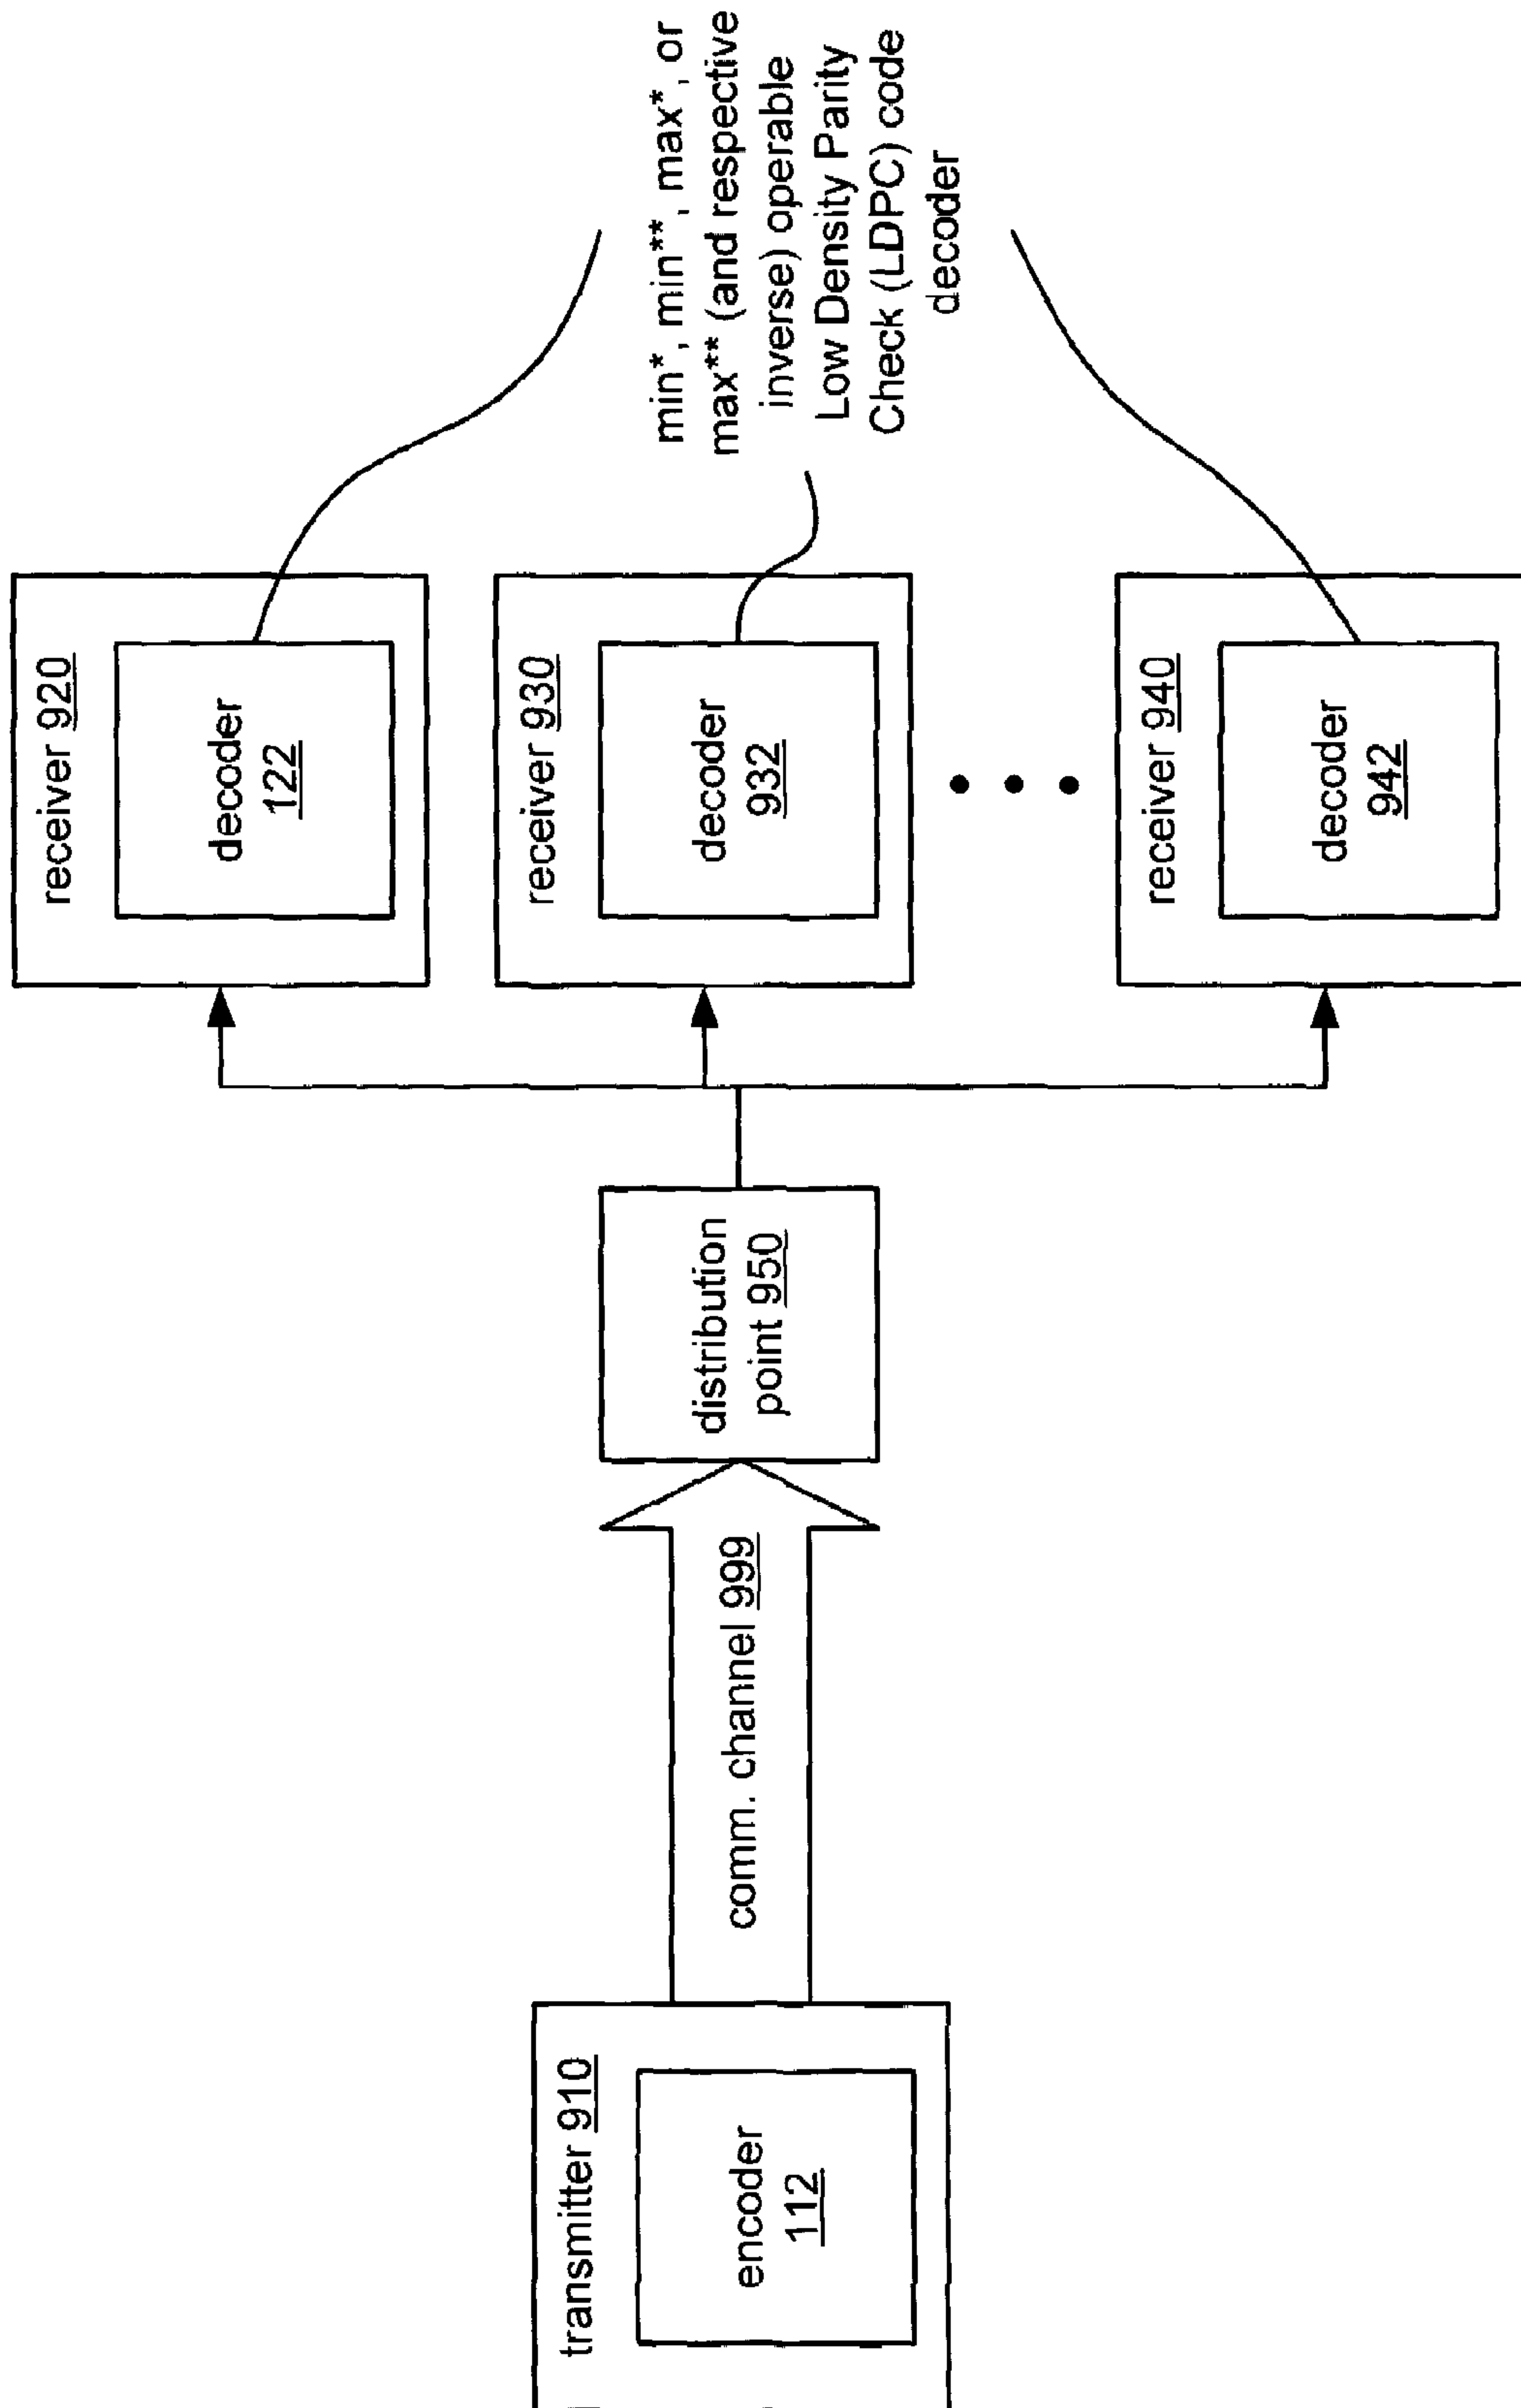 transmitter 910
encoder
112
comm. channel 999
distribution
point 950
receiver 920
decoder
122
receiver 930
decoder
932
receiver 940
decoder
942
min*, min**, max*, or
max** (and respective
inverse) operable
Low Density Parity
Check (LDPC) code
decoder